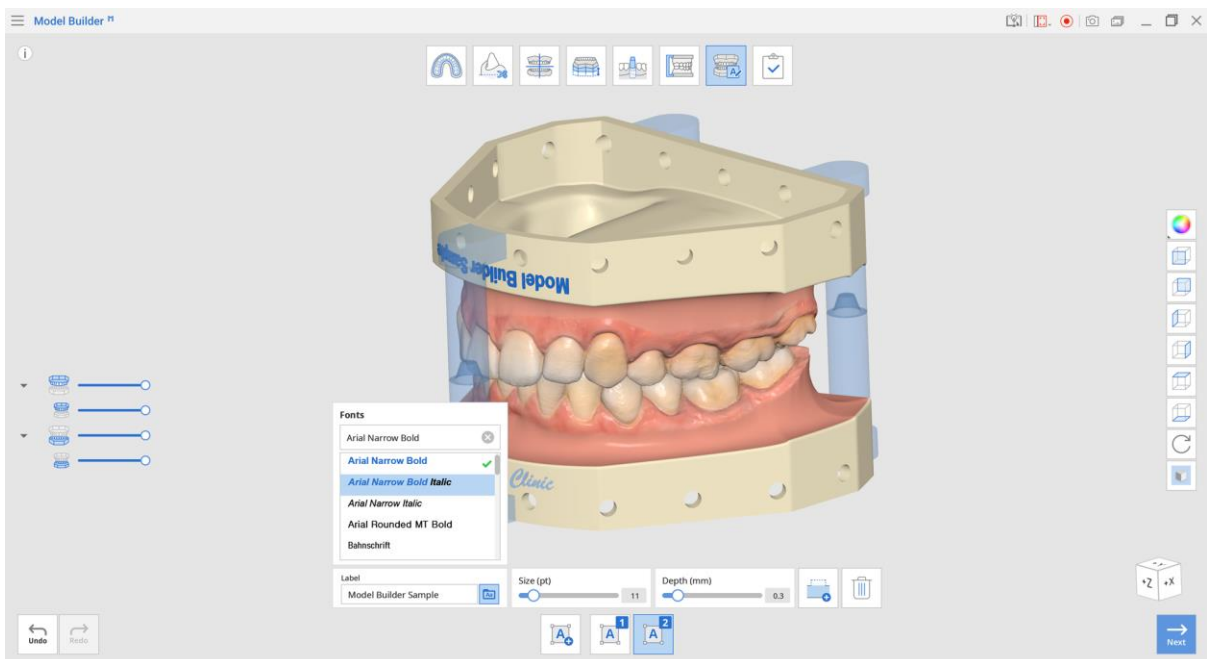 Model Builder
Model Builder Sample
Clinic
Fonts
Arial Narrow Bold
Arial Narrow Bold
Arial Narrow Bold Italic
Arial Narrow Italic
Arial Rounded MT Bold
Bahnschrift
Label
Model Builder Sample
Size (pt)
11
Depth (mm)
0.3
A
A 1
A 2
+Z +X
Undo
Redo
Next